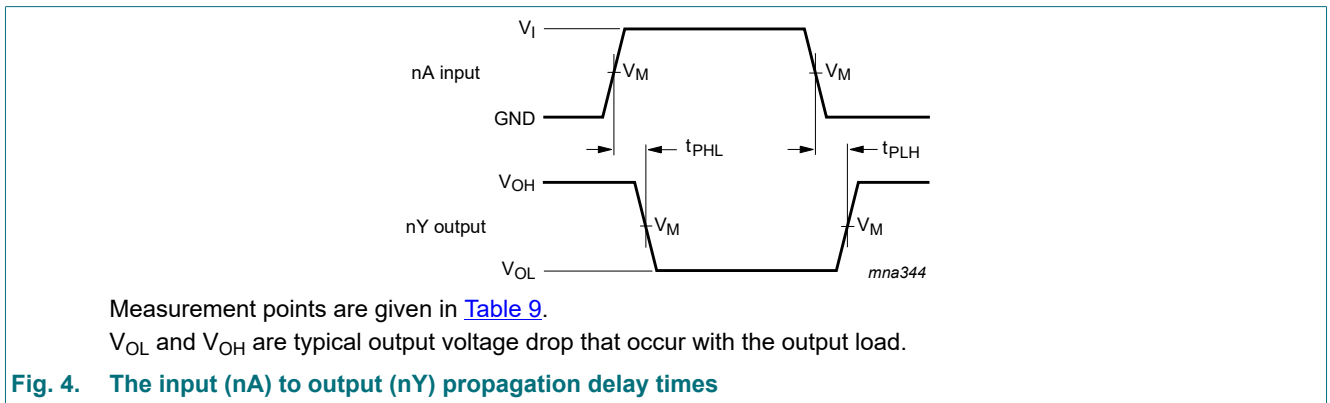 VI
nA input
VM
VM
GND
tPHL
tPLH
VOH
nY output
VM
VM
VOL
mna344
Measurement points are given in Table 9.
VOL and VOH are typical output voltage drop that occur with the output load.
Fig. 4. The input (nA) to output (nY) propagation delay times